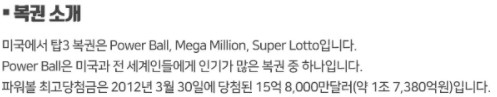 ▪ 복권 소개
미국에서 탑3 복권은 Power Ball, Mega Million, Super Lotto입니다.
Power Ball은 미국과 전 세계인들에게 인기가 많은 복권 중 하나입니다.
파워볼 최고당첨금은 2012년 3월 30일에 당첨된 15억 8,000만달러(약 1조 7,380억원)입니다.